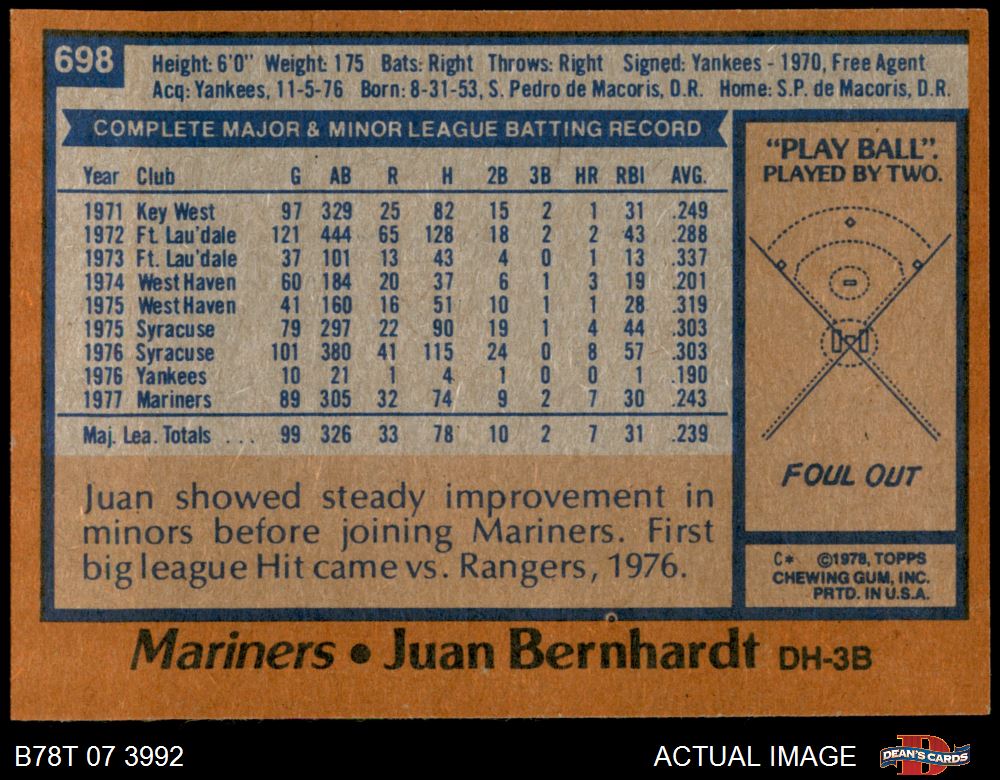 698
Height: 6'0" Weight: 175 Bats: Right Throws: Right Signed: Yankees - 1970, Free Agent
Acq: Yankees, 11-5-76 Born: 8-31-53, S. Pedro de Macoris, D.R. Home: S.P. de Macoris, D.R.
COMPLETE MAJOR & MINOR LEAGUE BATTING RECORD
Year Club G AB R H 2B 3B HR RBI AVG.
1971 Key West 97 329 25 82 15 2 1 31 .249
1972 Ft. Lau'dale 121 444 65 128 18 2 2 43 .288
1973 Ft. Lau'dale 37 101 13 43 4 0 1 13 .337
1974 West Haven 60 184 20 37 6 1 3 19 .201
1975 West Haven 41 160 16 51 10 1 1 28 .319
1975 Syracuse 79 297 22 90 19 1 4 44 .303
1976 Syracuse 101 380 41 115 24 0 8 57 .303
1976 Yankees 10 21 1 4 1 0 0 1 .190
1977 Mariners 89 305 32 74 9 2 7 30 .243
Maj. Lea. Totals ... 99 326 33 78 10 2 7 31 .239
Juan showed steady improvement in
minors before joining Mariners. First
big league Hit came vs. Rangers, 1976.
"PLAY BALL".
PLAYED BY TWO.
FOUL OUT
C* ©1978, TOPPS
CHEWING GUM, INC.
PRTD. IN U.S.A.
Mariners • Juan Bernhardt DH-3B
B78T 07 3992
ACTUAL IMAGE
DEAN'S CARDS